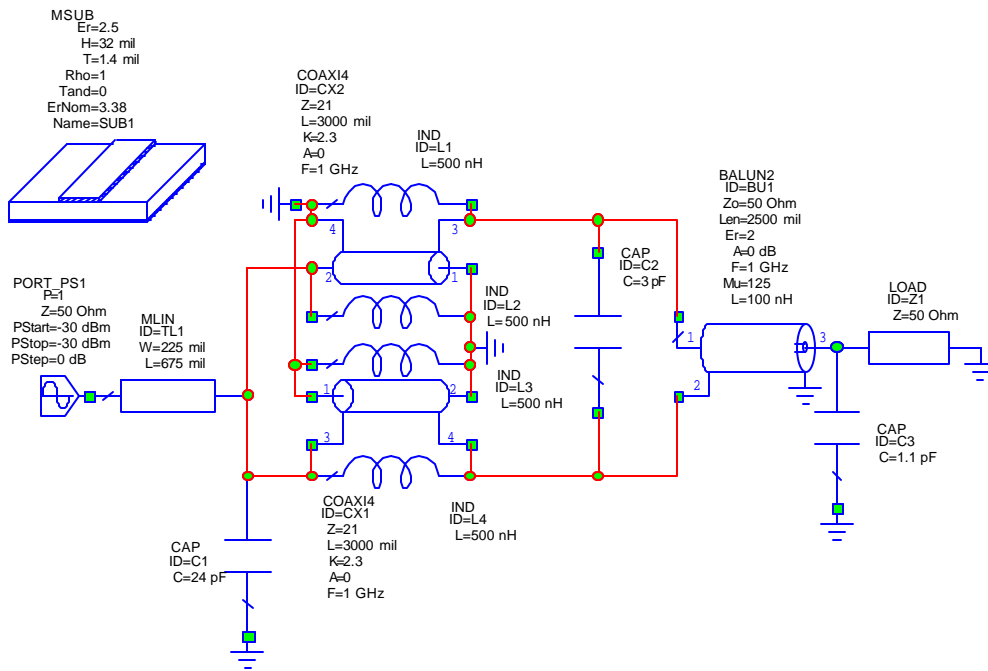 MSUB
Er=2.5
H=32 mil
T=1.4 mil
Rho=1
Tand=0
ErNom=3.38
Name=SUB1
COAXI4
ID=CX2
Z=21
L=3000 mil
K=2.3
A=0
F=1 GHz
IND
ID=L1
L=500 nH
4
3
2
1
PORT_PS1
P=1
Z=50 Ohm
PStart=-30 dBm
PStop=-30 dBm
PStep=0 dB
MLIN
ID=TL1
W=225 mil
L=675 mil
IND
ID=L2
L=500 nH
IND
ID=L3
L=500 nH
1
2
3
4
COAXI4
ID=CX1
Z=21
L=3000 mil
K=2.3
A=0
F=1 GHz
IND
ID=L4
L=500 nH
CAP
ID=C1
C=24 pF
CAP
ID=C2
C=3 pF
BALUN2
ID=BU1
Zo=50 Ohm
Len=2500 mil
Er=2
A=0 dB
F=1 GHz
Mu=125
L=100 nH
1
2
3
LOAD
ID=Z1
Z=50 Ohm
CAP
ID=C3
C=1.1 pF